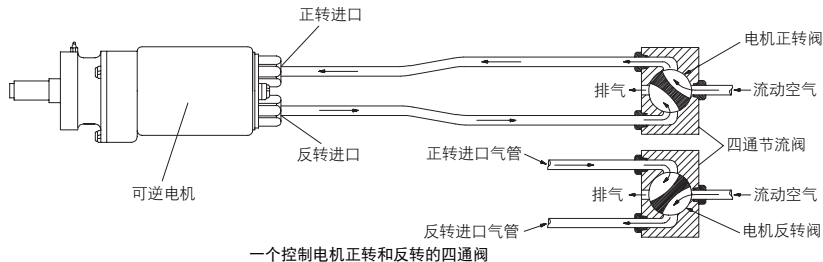 正转进口
电机正转阀
排气
流动空气
反转进口
正转进口气管
四通节流阀
可逆电机
排气
流动空气
反转进口气管
电机反转阀
一个控制电机正转和反转的四通阀